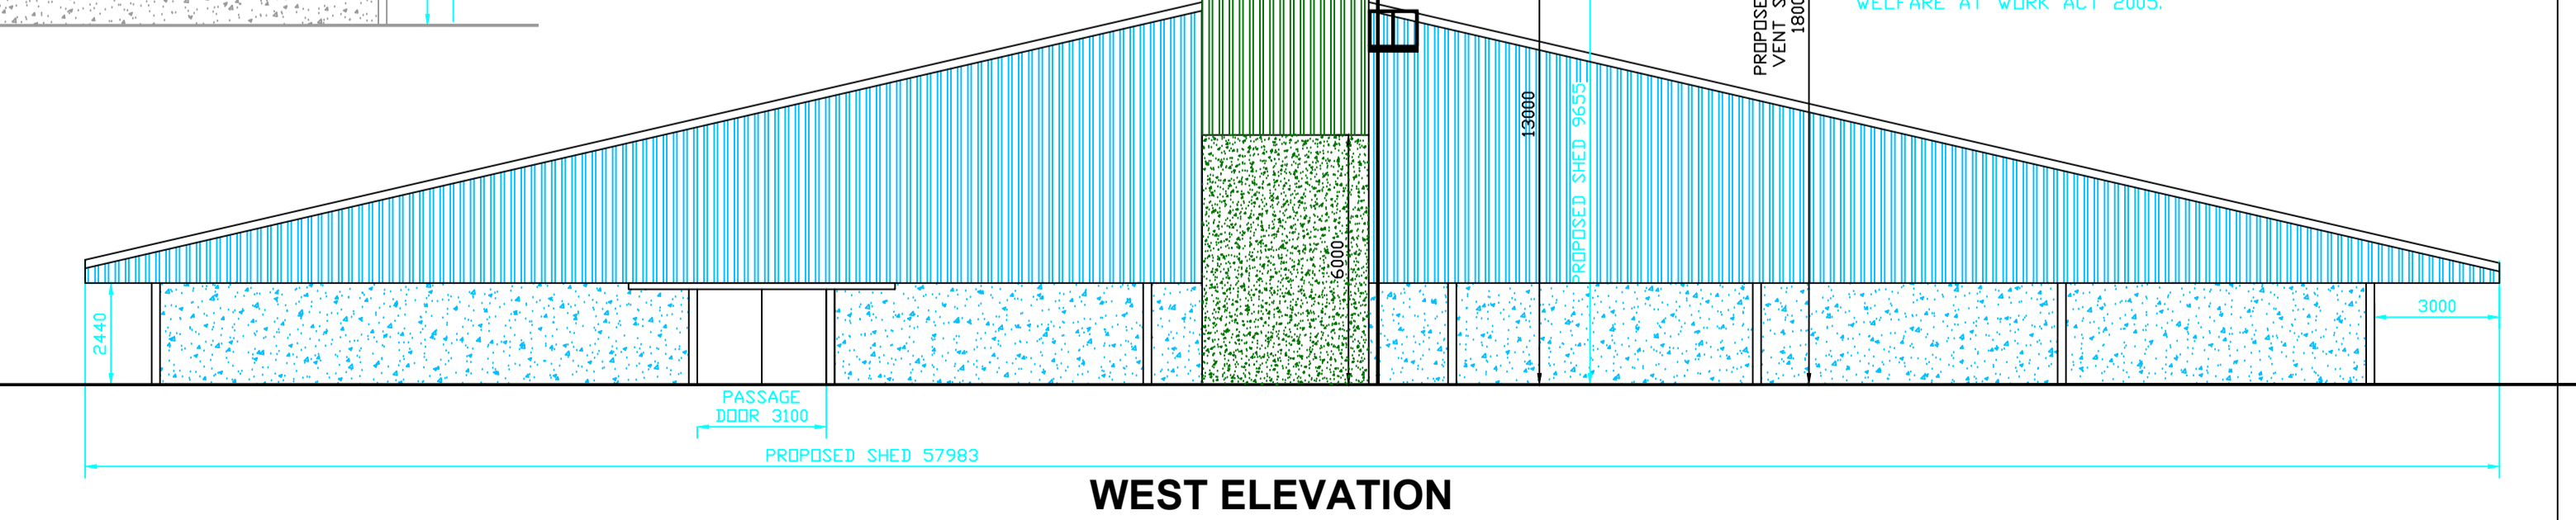 WELFARE AT WORK ACT 2005.
PROPOSE
VENT S
1800
13000
PROPOSED SHED 9655
6000
2440
3000
PASSAGE
DOOR 3100
PROPOSED SHED 57983
WEST ELEVATION